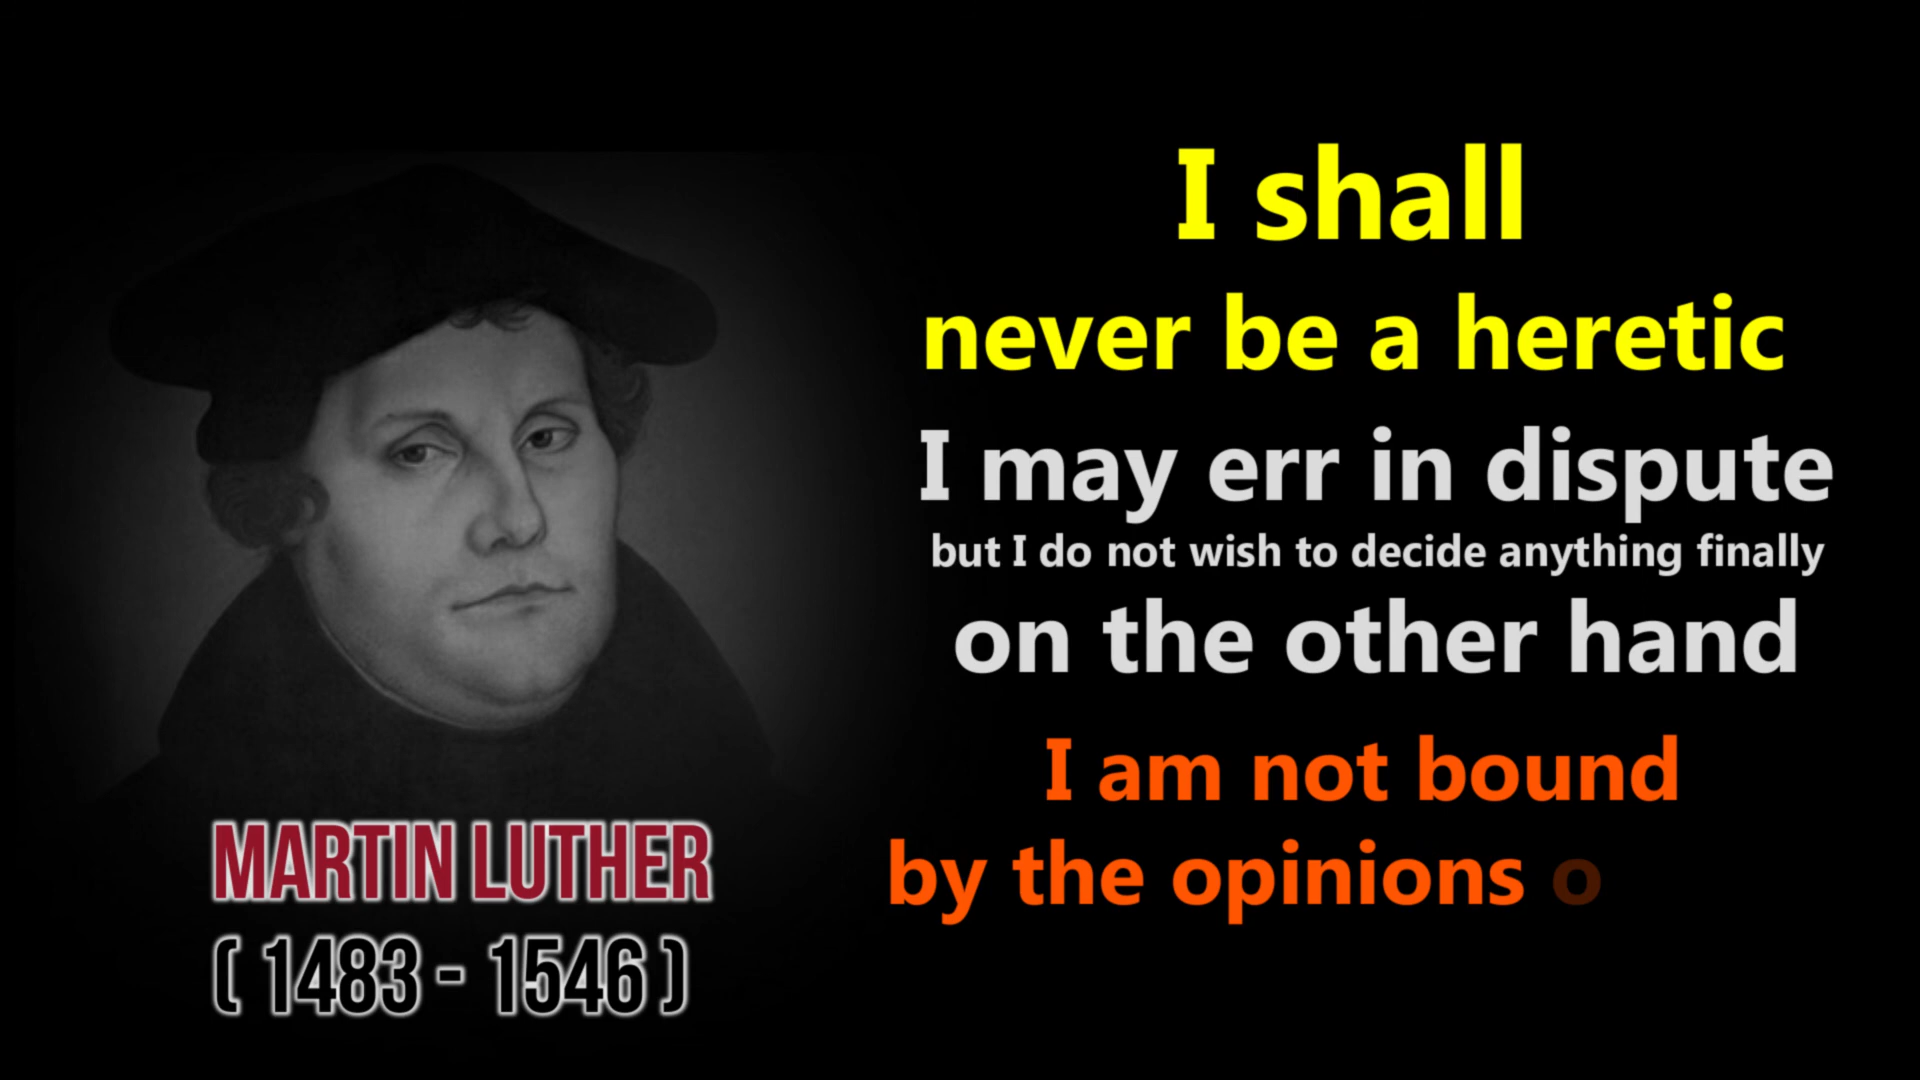 I shall
never be a heretic
I may err in dispute
but I do not wish to decide anything finally
on the other hand
I am not bound
by the opinions o
MARTIN LUTHER
( 1483 - 1546 )